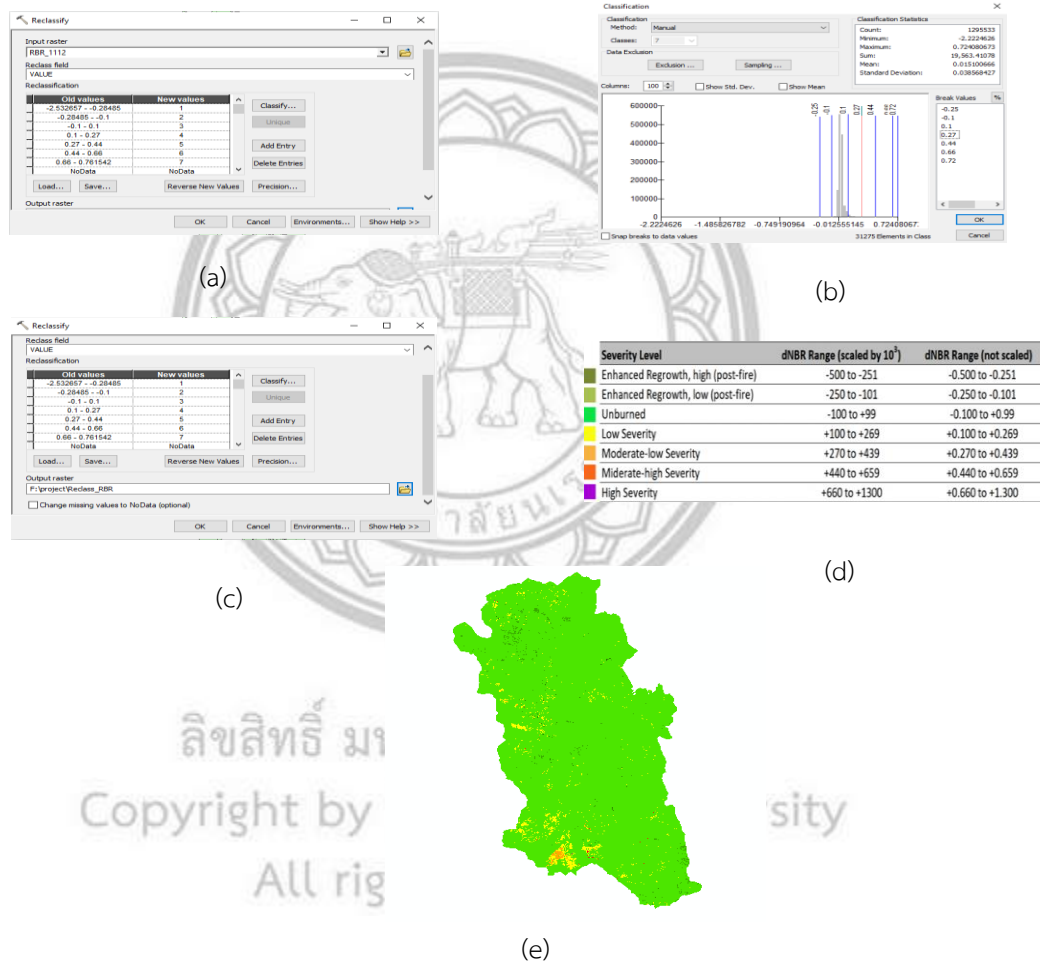 Reclassify
Input raster
RBR_1112
Reclass field
VALUE
Reclassification
Old values New values
-2.532657 - -0.28485 1
-0.28485 - -0.1 2
-0.1 - 0.1 3
0.1 - 0.27 4
0.27 - 0.44 5
0.44 - 0.66 6
0.66 - 0.761542 7
NoData NoData
Classify...
Unique
Add Entry
Delete Entries
Load... Save... Reverse New Values Precision...
Output raster
OK Cancel Environments... Show Help >>
(a)
Classification
Classification
Method: Manual
Classes: 7
Data Exclusion
Exclusion ... Sampling ...
Classification Statistics
Count: 1295533
Minimum: -2.2224626
Maximum: 0.724080673
Sum: 19,563.41078
Mean: 0.015100666
Standard Deviation: 0.038568427
Columns: 100 Show Std. Dev. Show Mean
Break Values %
-0.25
-0.1
0.1
0.27
0.44
0.66
0.72
-0.25 -0.1 0.1 0.27 0.44 0.66 0.72
600000
500000
400000
300000
200000
100000
0
-2.2224626 -1.485826782 -0.749190964 -0.012555145 0.72408067
Snap breaks to data values 31275 Elements in Class
OK
Cancel
(b)
Reclassify
Reclass field
VALUE
Reclassification
Old values New values
-2.532657 - -0.28485 1
-0.28485 - -0.1 2
-0.1 - 0.1 3
0.1 - 0.27 4
0.27 - 0.44 5
0.44 - 0.66 6
0.66 - 0.761542 7
NoData NoData
Classify...
Unique
Add Entry
Delete Entries
Load... Save... Reverse New Values Precision...
Output raster
F:\project\Reclass_RBR
Change missing values to NoData (optional)
OK Cancel Environments... Show Help >>
(c)
Severity Level dNBR Range (scaled by 10³) dNBR Range (not scaled)
Enhanced Regrowth, high (post-fire) -500 to -251 -0.500 to -0.251
Enhanced Regrowth, low (post-fire) -250 to -101 -0.250 to -0.101
Unburned -100 to +99 -0.100 to +0.99
Low Severity +100 to +269 +0.100 to +0.269
Moderate-low Severity +270 to +439 +0.270 to +0.439
Miderate-high Severity +440 to +659 +0.440 to +0.659
High Severity +660 to +1300 +0.660 to +1.300
(d)
ลิขสิทธิ์ มห
Copyright by sity
All rig
(e)